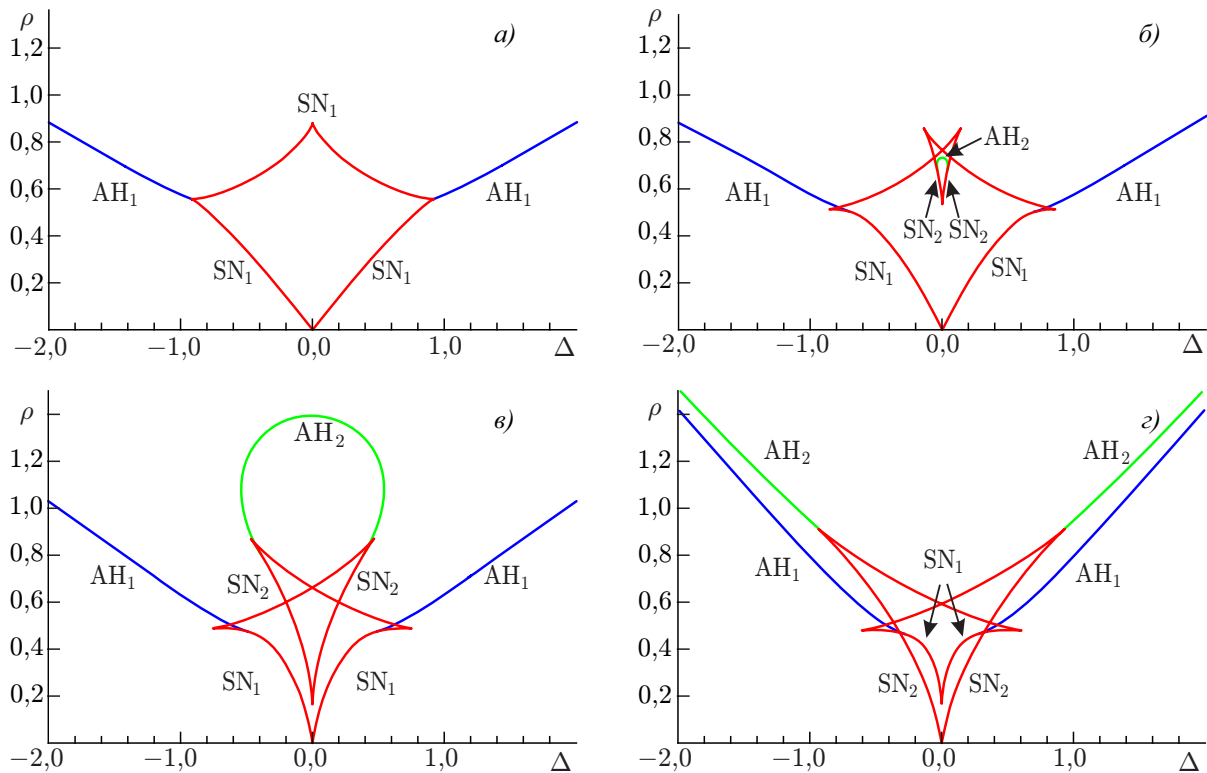 ρ
а)
1,2
1,0
SN₁
0,8
AH₁
AH₁
0,6
0,4
SN₁
SN₁
0,2
−2,0
−1,0
0,0
1,0
Δ
ρ
б)
1,2
1,0
0,8
AH₂
AH₁
AH₁
0,6
SN₂
SN₂
0,4
SN₁
SN₁
0,2
−2,0
−1,0
0,0
1,0
Δ
ρ
в)
AH₂
1,2
1,0
0,8
AH₁
SN₂
SN₂
AH₁
0,6
0,4
SN₁
SN₁
0,2
−2,0
−1,0
0,0
1,0
Δ
ρ
г)
AH₂
AH₂
1,2
1,0
0,8
AH₁
SN₁
AH₁
0,6
0,4
SN₂
SN₂
0,2
−2,0
−1,0
0,0
1,0
Δ